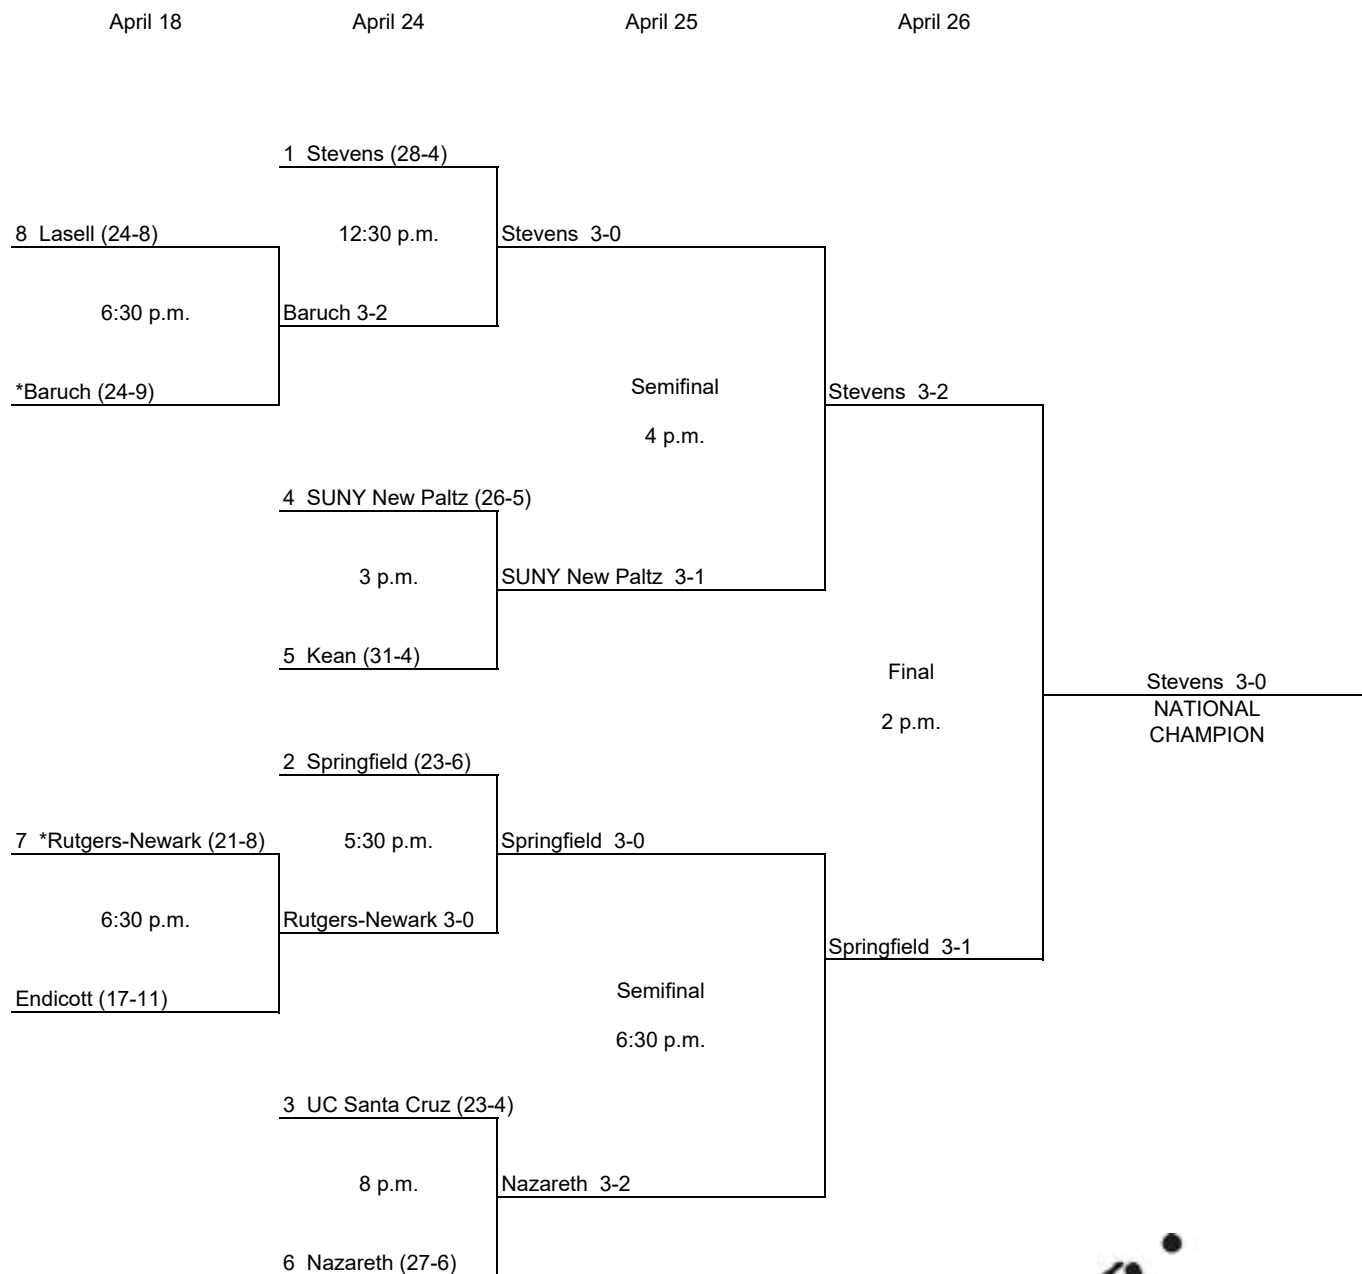 April 18 April 24 April 25 April 26
1 Stevens (28-4)
8 Lasell (24-8) 12:30 p.m. Stevens 3-0
6:30 p.m. Baruch 3-2
*Baruch (24-9) Semifinal Stevens 3-2
4 p.m.
4 SUNY New Paltz (26-5)
3 p.m. SUNY New Paltz 3-1
5 Kean (31-4)
Final
Stevens 3-0
NATIONAL
2 p.m.
CHAMPION
2 Springfield (23-6)
7 *Rutgers-Newark (21-8) 5:30 p.m. Springfield 3-0
6:30 p.m. Rutgers-Newark 3-0
Springfield 3-1
Endicott (17-11) Semifinal
6:30 p.m.
3 UC Santa Cruz (23-4)
8 p.m. Nazareth 3-2
6 Nazareth (27-6)